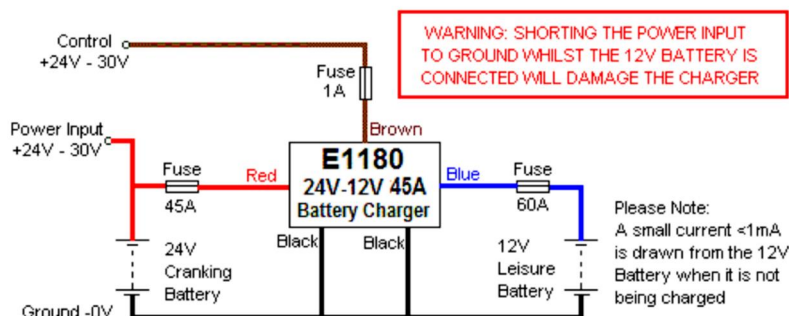 Control
+24V - 30V
Fuse
1A
WARNING: SHORTING THE POWER INPUT
TO GROUND WHILST THE 12V BATTERY IS
CONNECTED WILL DAMAGE THE CHARGER
Power Input
+24V - 30V
Brown
Fuse
45A
Red
E1180
24V-12V 45A
Battery Charger
Blue
Fuse
60A
Black
Black
24V
Cranking
Battery
12V
Leisure
Battery
Please Note:
A small current <1mA
is drawn from the 12V
Battery when it is not
being charged
Ground -0V